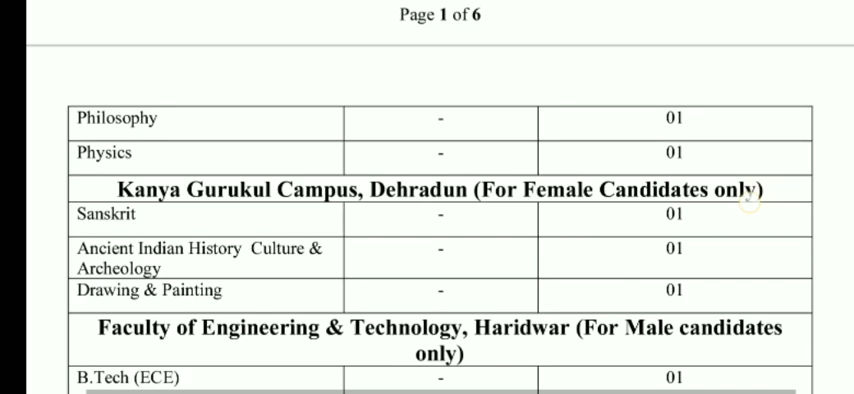 Page 1 of 6
Philosophy - 01
Physics - 01
Kanya Gurukul Campus, Dehradun (For Female Candidates only)
Sanskrit - 01
Ancient Indian History Culture & - 01
Archeology
Drawing & Painting - 01
Faculty of Engineering & Technology, Haridwar (For Male candidates
only)
B.Tech (ECE) - 01